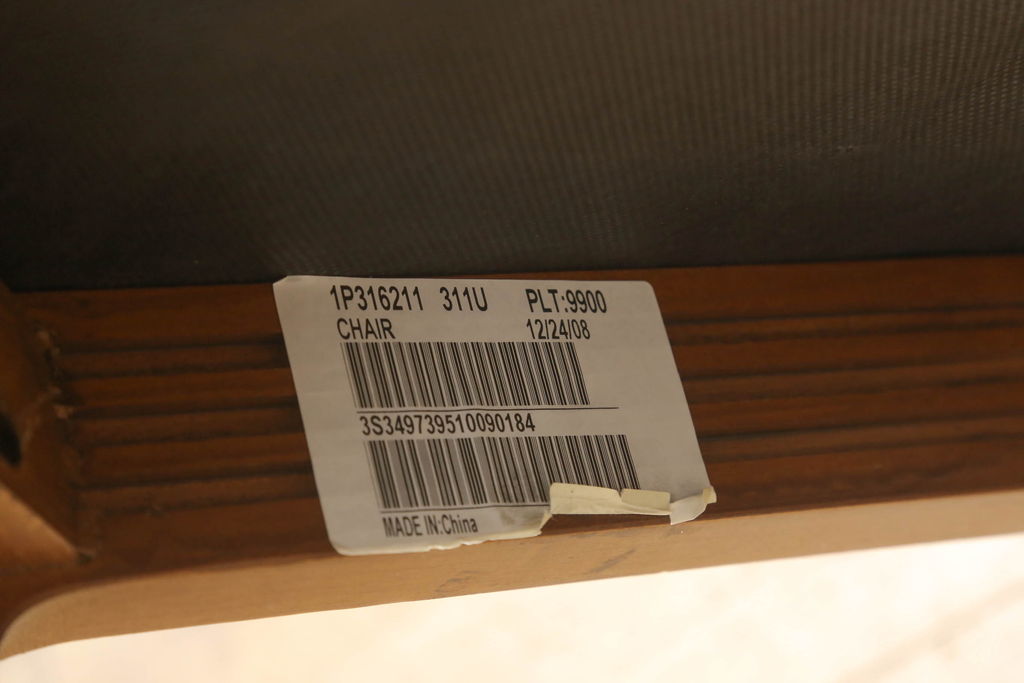 1P316211 311U PLT:9900
CHAIR 12/24/08
3S349739510090184
MADE IN:China